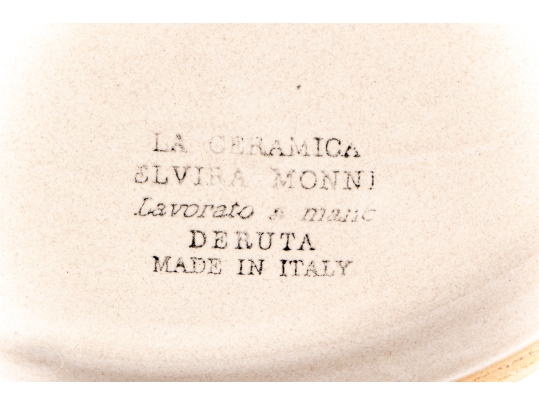 LA CERAMICA
ELVIRA MONNI
Lavorato a mano
DERUTA
MADE IN ITALY